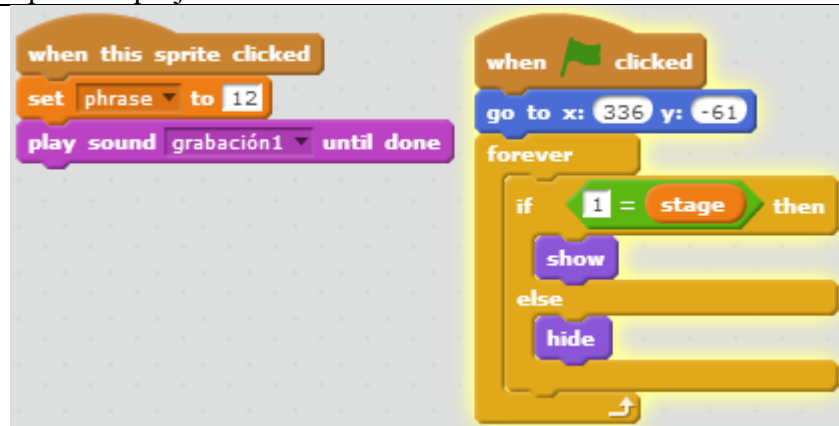 when this sprite clicked
set phrase to 12
play sound grabación1 until done
when clicked
go to x: 336 y: -61
forever
if 1 = stage then
show
else
hide